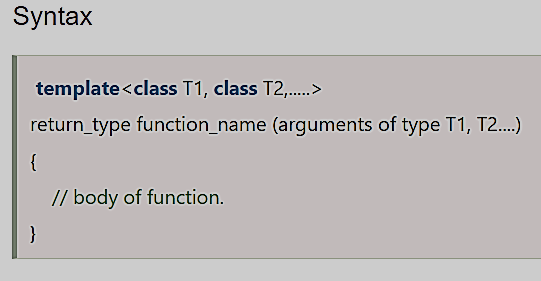 Syntax
template<class T1, class T2,.....>
return_type function_name (arguments of type T1, T2....)
{
// body of function.
}